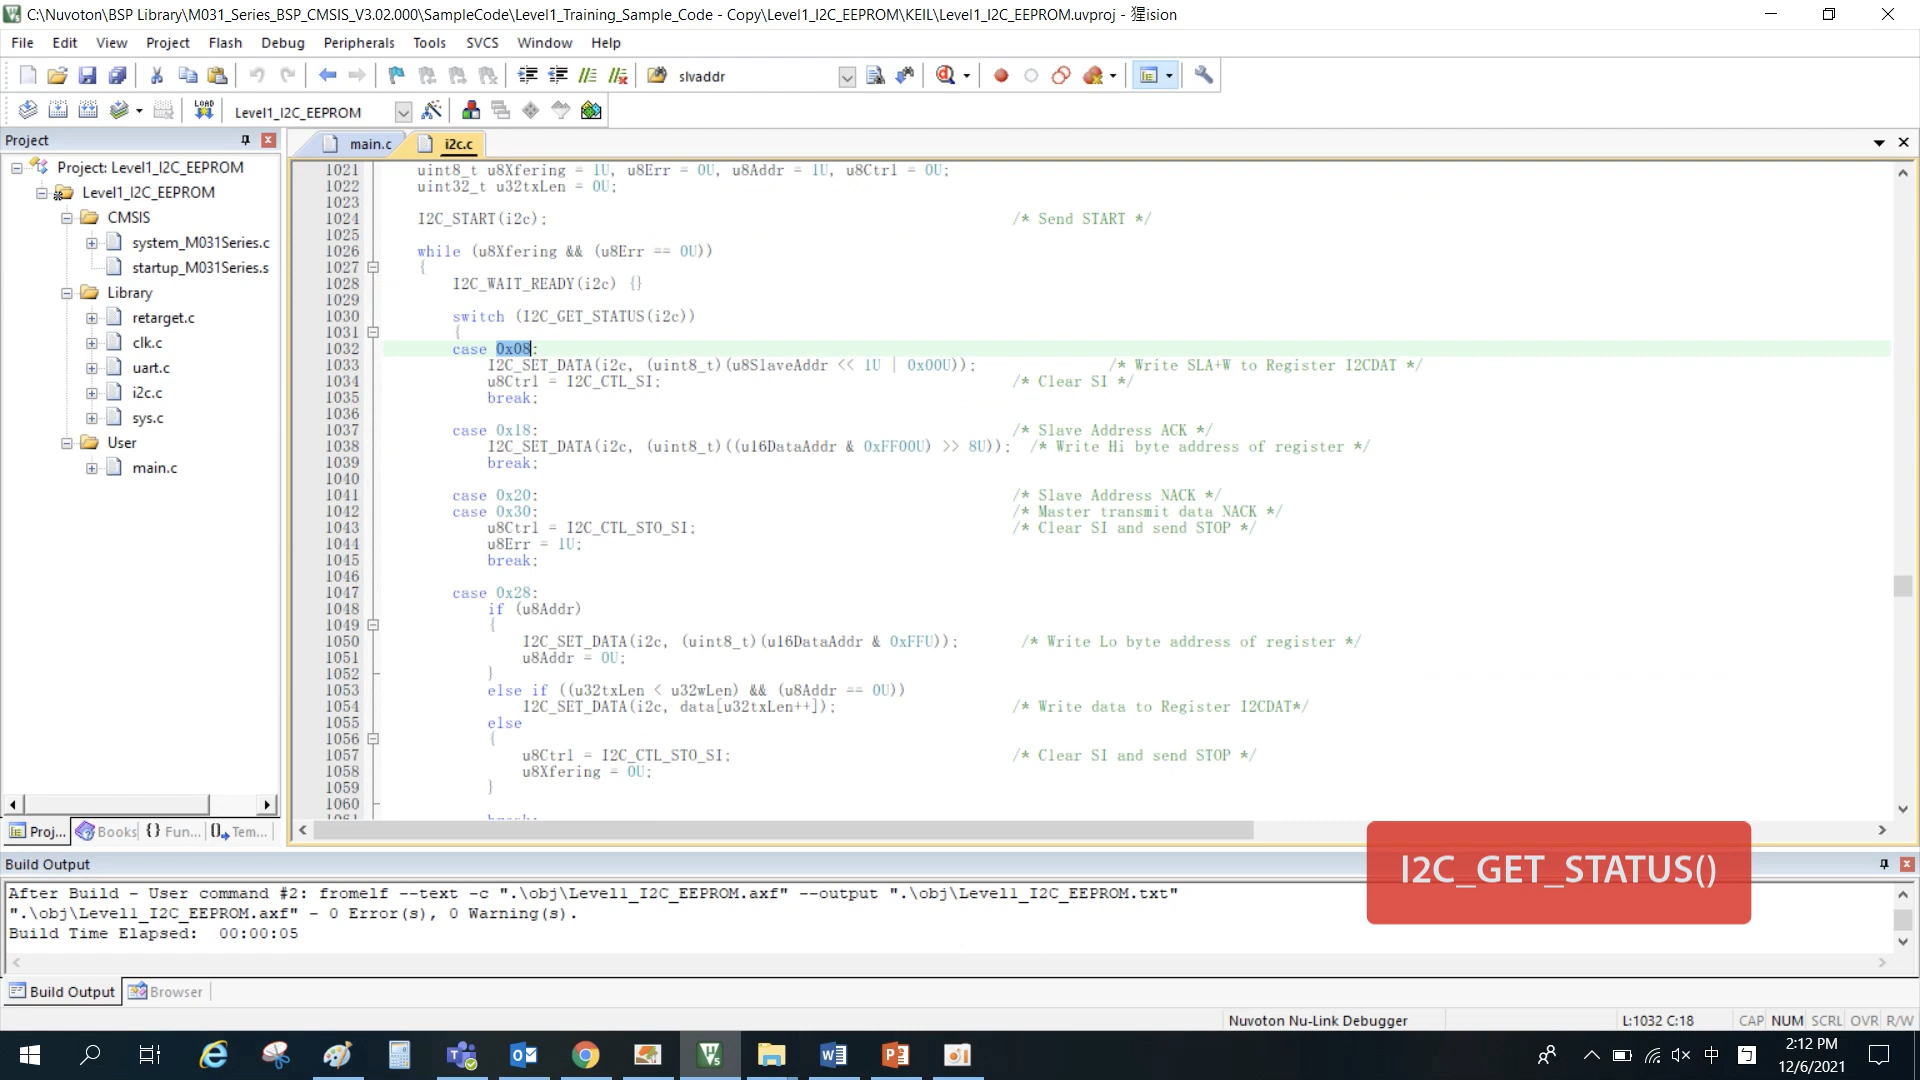 C:\Nuvoton\BSP Library\M031_Series_BSP_CMSIS_V3.02.000\SampleCode\Level1_Training_Sample_Code - Copy\Level1_I2C_EEPROM\KEIL\Level1_I2C_EEPROM.uvproj - 猩ision
File Edit View Project Flash Debug Peripherals Tools SVCS Window Help
slvaddr
LOAD Level1_I2C_EEPROM
Project
main.c i2c.c
Project: Level1_I2C_EEPROM
Level1_I2C_EEPROM
CMSIS
system_M031Series.c
startup_M031Series.s
Library
retarget.c
clk.c
uart.c
i2c.c
sys.c
User
main.c
Proj... Books {} Fun... Tem...
1021 uint8_t u8Xfering = 1U, u8Err = 0U, u8Addr = 1U, u8Ctrl = 0U;
1022 uint32_t u32txLen = 0U;
1023
1024 I2C_START(i2c); /* Send START */
1025
1026 while (u8Xfering && (u8Err == 0U))
1027 {
1028 I2C_WAIT_READY(i2c) {}
1029
1030 switch (I2C_GET_STATUS(i2c))
1031 {
1032 case 0x08:
1033 I2C_SET_DATA(i2c, (uint8_t)(u8SlaveAddr << 1U | 0x00U)); /* Write SLA+W to Register I2CDAT */
1034 u8Ctrl = I2C_CTL_SI; /* Clear SI */
1035 break;
1036
1037 case 0x18: /* Slave Address ACK */
1038 I2C_SET_DATA(i2c, (uint8_t)((u16DataAddr & 0xFF00U) >> 8U)); /* Write Hi byte address of register */
1039 break;
1040
1041 case 0x20: /* Slave Address NACK */
1042 case 0x30: /* Master transmit data NACK */
1043 u8Ctrl = I2C_CTL_STO_SI; /* Clear SI and send STOP */
1044 u8Err = 1U;
1045 break;
1046
1047 case 0x28:
1048 if (u8Addr)
1049 {
1050 I2C_SET_DATA(i2c, (uint8_t)(u16DataAddr & 0xFFU)); /* Write Lo byte address of register */
1051 u8Addr = 0U;
1052 }
1053 else if ((u32txLen < u32wLen) && (u8Addr == 0U))
1054 I2C_SET_DATA(i2c, data[u32txLen++]); /* Write data to Register I2CDAT*/
1055 else
1056 {
1057 u8Ctrl = I2C_CTL_STO_SI; /* Clear SI and send STOP */
1058 u8Xfering = 0U;
1059 }
1060
1061 break;
I2C_GET_STATUS()
Build Output
After Build - User command #2: fromelf --text -c ".\obj\Level1_I2C_EEPROM.axf" --output ".\obj\Level1_I2C_EEPROM.txt"
".\obj\Level1_I2C_EEPROM.axf" - 0 Error(s), 0 Warning(s).
Build Time Elapsed:  00:00:05
Build Output Browser
Nuvoton Nu-Link Debugger L:1032 C:18 CAP NUM SCRL OVR R/W
中 2:12 PM
12/6/2021